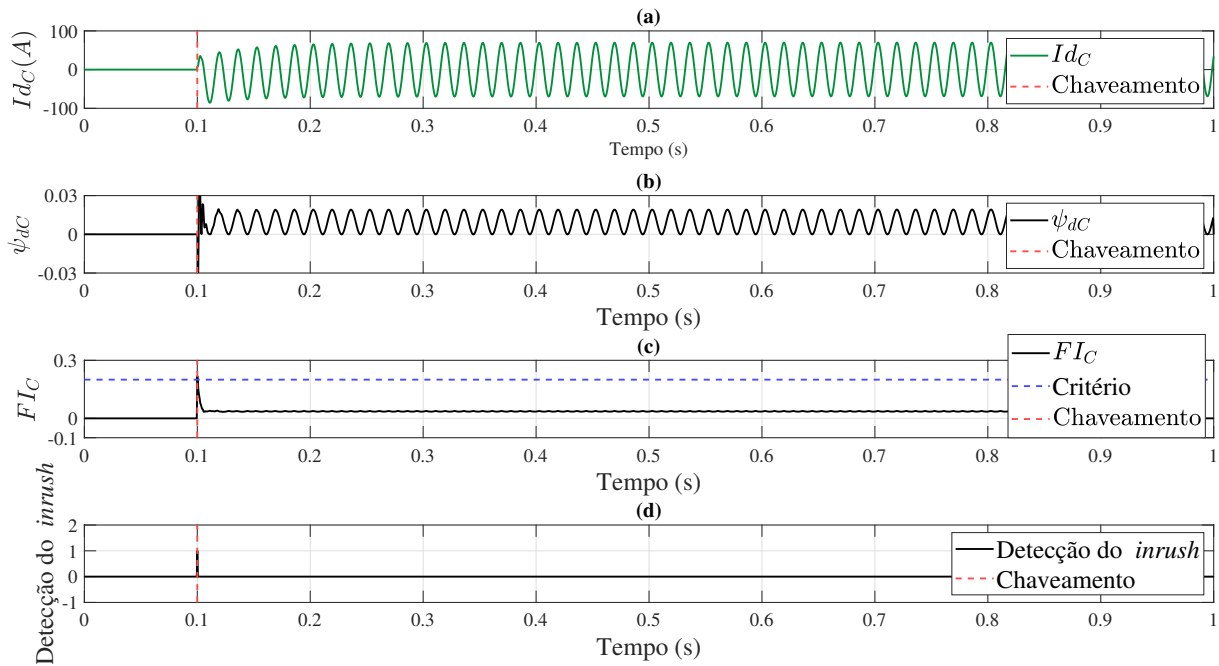 (a)
100
0
-100
Id_C(A)
Id_C
Chaveamento
0 0.1 0.2 0.3 0.4 0.5 0.6 0.7 0.8 0.9 1
Tempo (s)
(b)
0.03
0
-0.03
ψ_dC
ψ_dC
Chaveamento
0 0.1 0.2 0.3 0.4 0.5 0.6 0.7 0.8 0.9 1
Tempo (s)
(c)
0.3
0
-0.1
FI_C
FI_C
Critério
Chaveamento
0 0.1 0.2 0.3 0.4 0.5 0.6 0.7 0.8 0.9 1
Tempo (s)
(d)
2
1
0
-1
Detecção do inrush
Detecção do inrush
Chaveamento
0 0.1 0.2 0.3 0.4 0.5 0.6 0.7 0.8 0.9 1
Tempo (s)